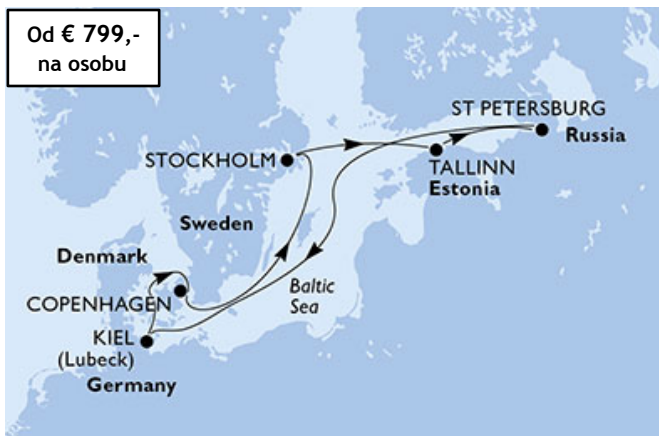 Od € 799,-
na osobu
ST PETERSBURG
Russia
STOCKHOLM
TALLINN
Estonia
Sweden
Denmark
COPENHAGEN
Baltic
Sea
KIEL
(Lubeck)
Germany